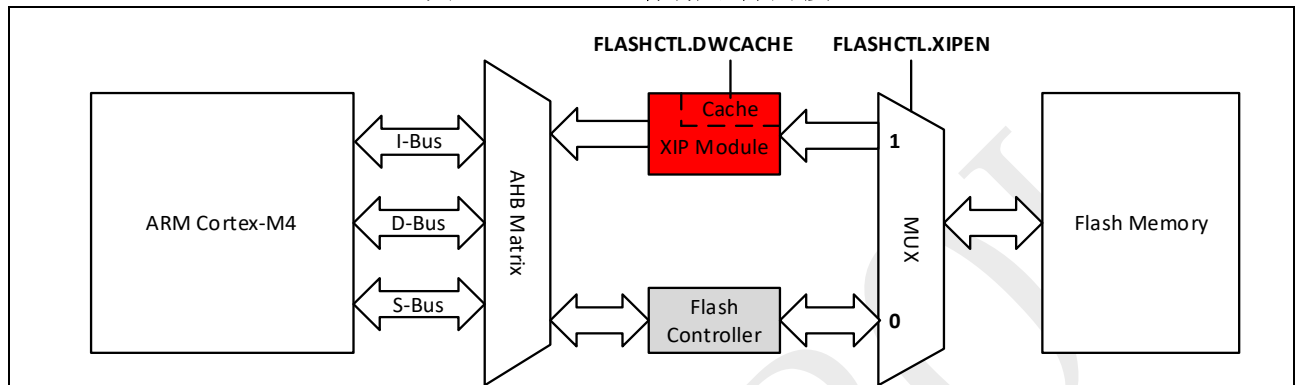 FLASHCTL.DWCACHE
FLASHCTL.XIPEN
ARM Cortex-M4
I-Bus
D-Bus
S-Bus
AHB Matrix
Cache
XIP Module
Flash
Controller
1
MUX
0
Flash Memory